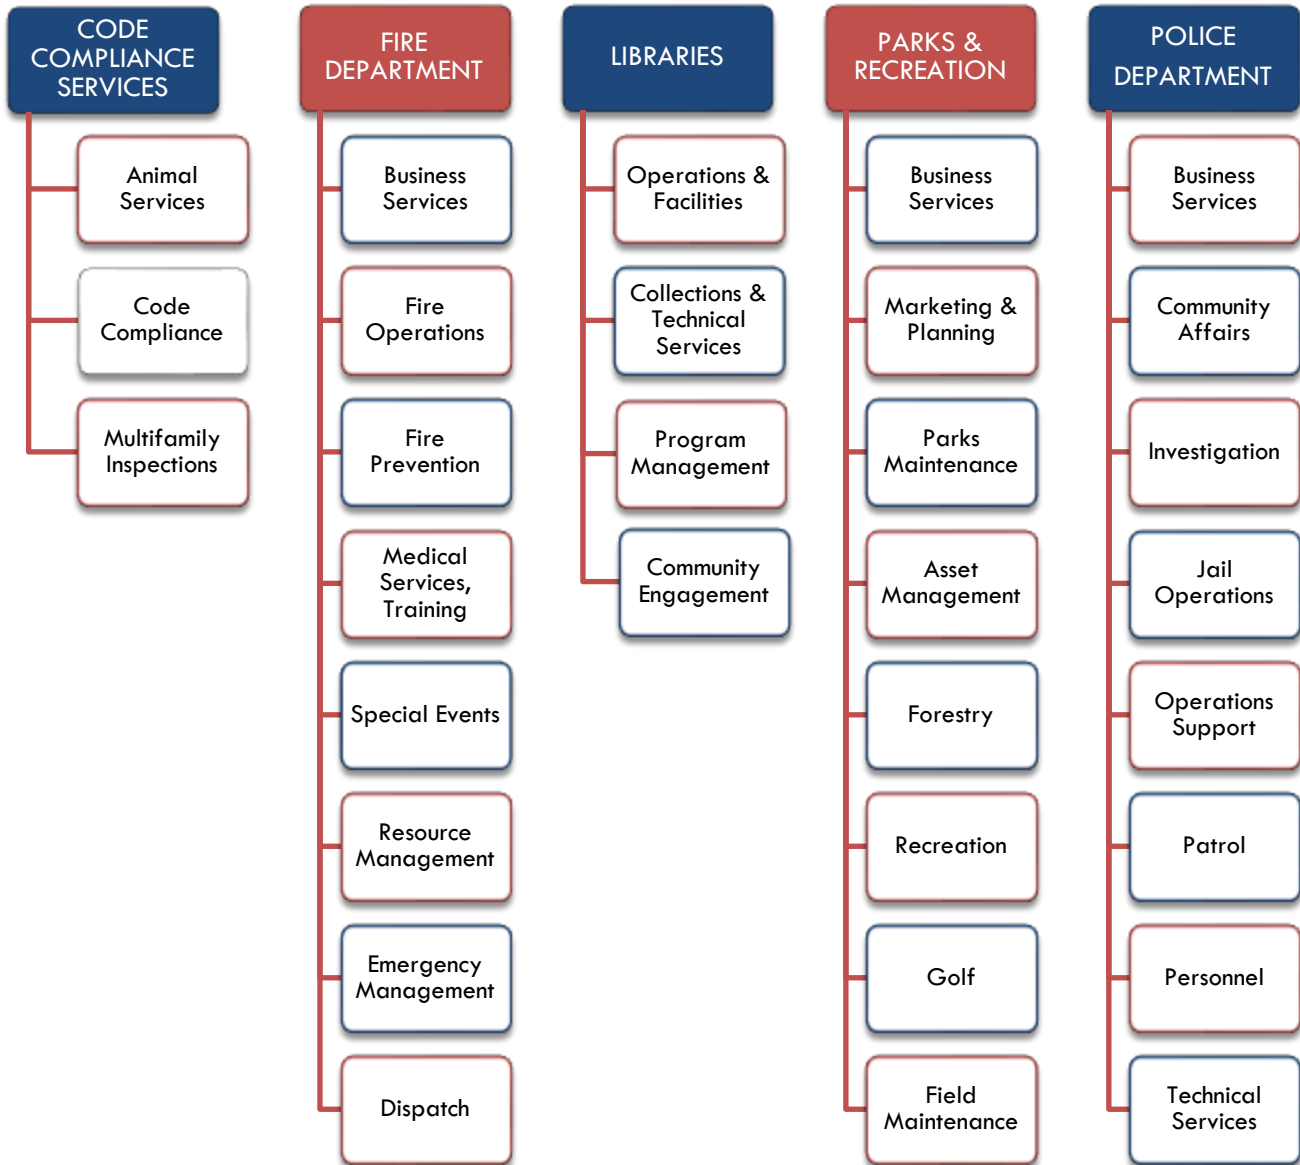 CODE
COMPLIANCE
SERVICES
Animal
Services
Code
Compliance
Multifamily
Inspections
FIRE
DEPARTMENT
Business
Services
Fire
Operations
Fire
Prevention
Medical
Services,
Training
Special Events
Resource
Management
Emergency
Management
Dispatch
LIBRARIES
Operations &
Facilities
Collections &
Technical
Services
Program
Management
Community
Engagement
PARKS &
RECREATION
Business
Services
Marketing &
Planning
Parks
Maintenance
Asset
Management
Forestry
Recreation
Golf
Field
Maintenance
POLICE
DEPARTMENT
Business
Services
Community
Affairs
Investigation
Jail
Operations
Operations
Support
Patrol
Personnel
Technical
Services